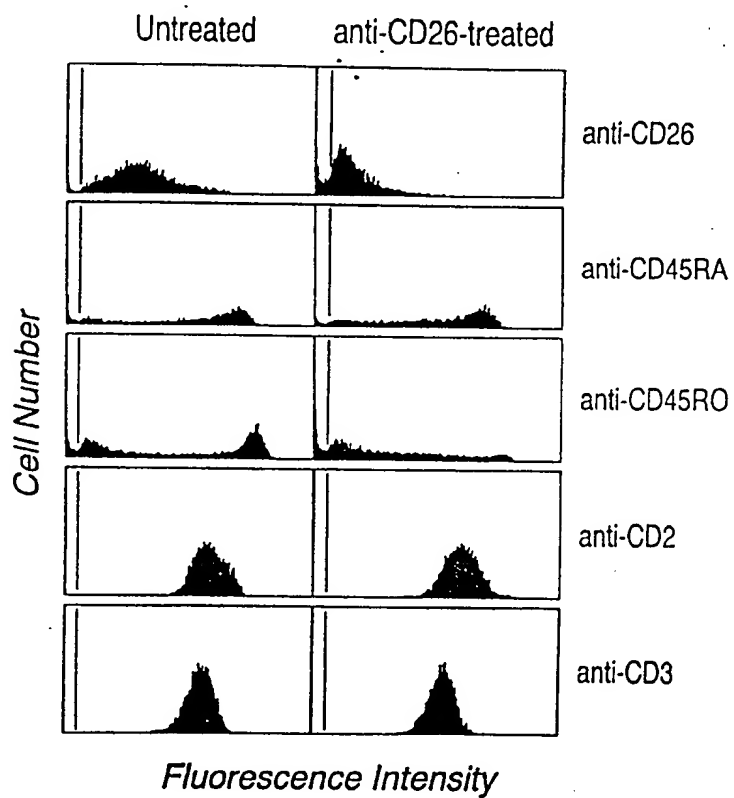 Untreated
anti-CD26-treated
anti-CD26
anti-CD45RA
anti-CD45RO
anti-CD2
anti-CD3
Cell Number
Fluorescence Intensity